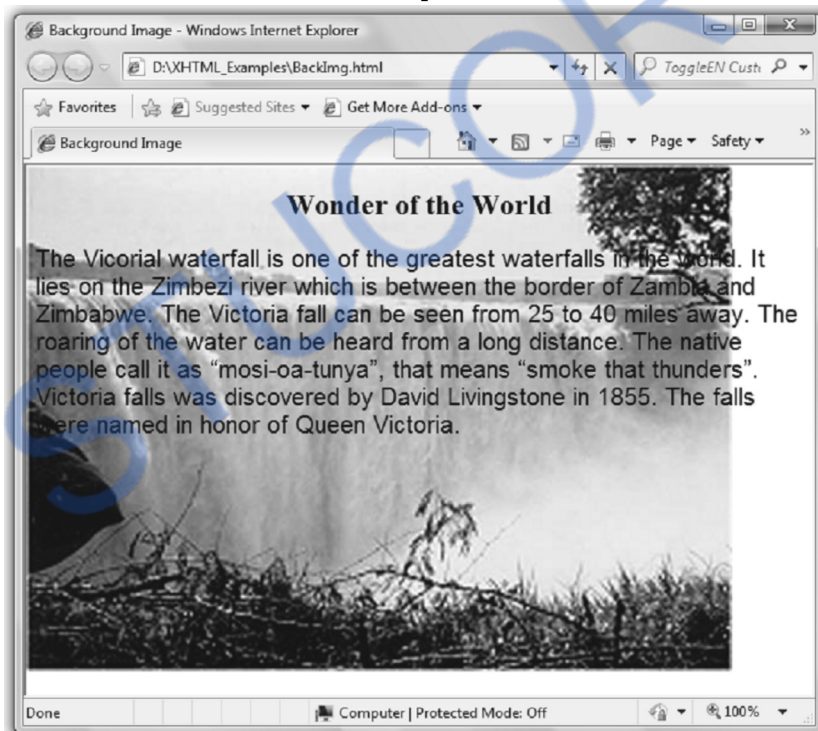 Background Image - Windows Internet Explorer
D:\XHTML_Examples\BackImg.html
ToggleEN Custı
Favorites
Suggested Sites
Get More Add-ons
Background Image
Page
Safety
»
Wonder of the World
The Vicorial waterfall is one of the greatest waterfalls in the world. It
lies on the Zimbezi river which is between the border of Zambia and
Zimbabwe. The Victoria fall can be seen from 25 to 40 miles away. The
roaring of the water can be heard from a long distance. The native
people call it as “mosi-oa-tunya”, that means “smoke that thunders”.
Victoria falls was discovered by David Livingstone in 1855. The falls
were named in honor of Queen Victoria.
Done
Computer | Protected Mode: Off
100%
STUCOR